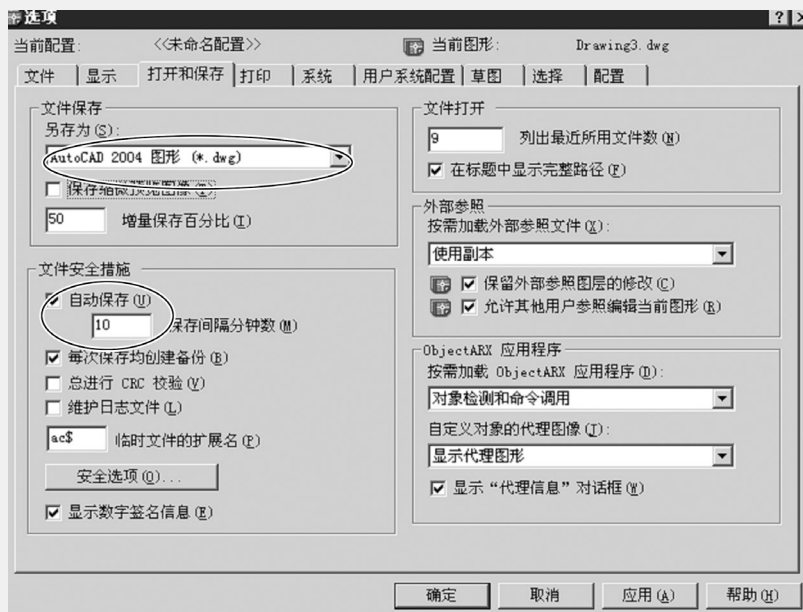 选项
当前配置: <<未命名配置>> 当前图形: Drawing3.dwg
文件 显示 打开和保存 打印 系统 用户系统配置 草图 选择 配置
文件保存
另存为(S):
AutoCAD 2004 图形 (*.dwg)
保存缩微预览图像(T)
50 增量保存百分比(I)
文件安全措施
自动保存(U)
10 保存间隔分钟数(M)
每次保存均创建备份(B)
总进行 CRC 校验(V)
维护日志文件(L)
ac$ 临时文件的扩展名(P)
安全选项(O)...
显示数字签名信息(E)
文件打开
9 列出最近所用文件数(N)
在标题中显示完整路径(F)
外部参照
按需加载外部参照文件(X):
使用副本
保留外部参照图层的修改(C)
允许其他用户参照编辑当前图形(R)
ObjectARX 应用程序
按需加载 ObjectARX 应用程序(D):
对象检测和命令调用
自定义对象的代理图像(J):
显示代理图形
显示“代理信息”对话框(W)
确定 取消 应用(A) 帮助(H)